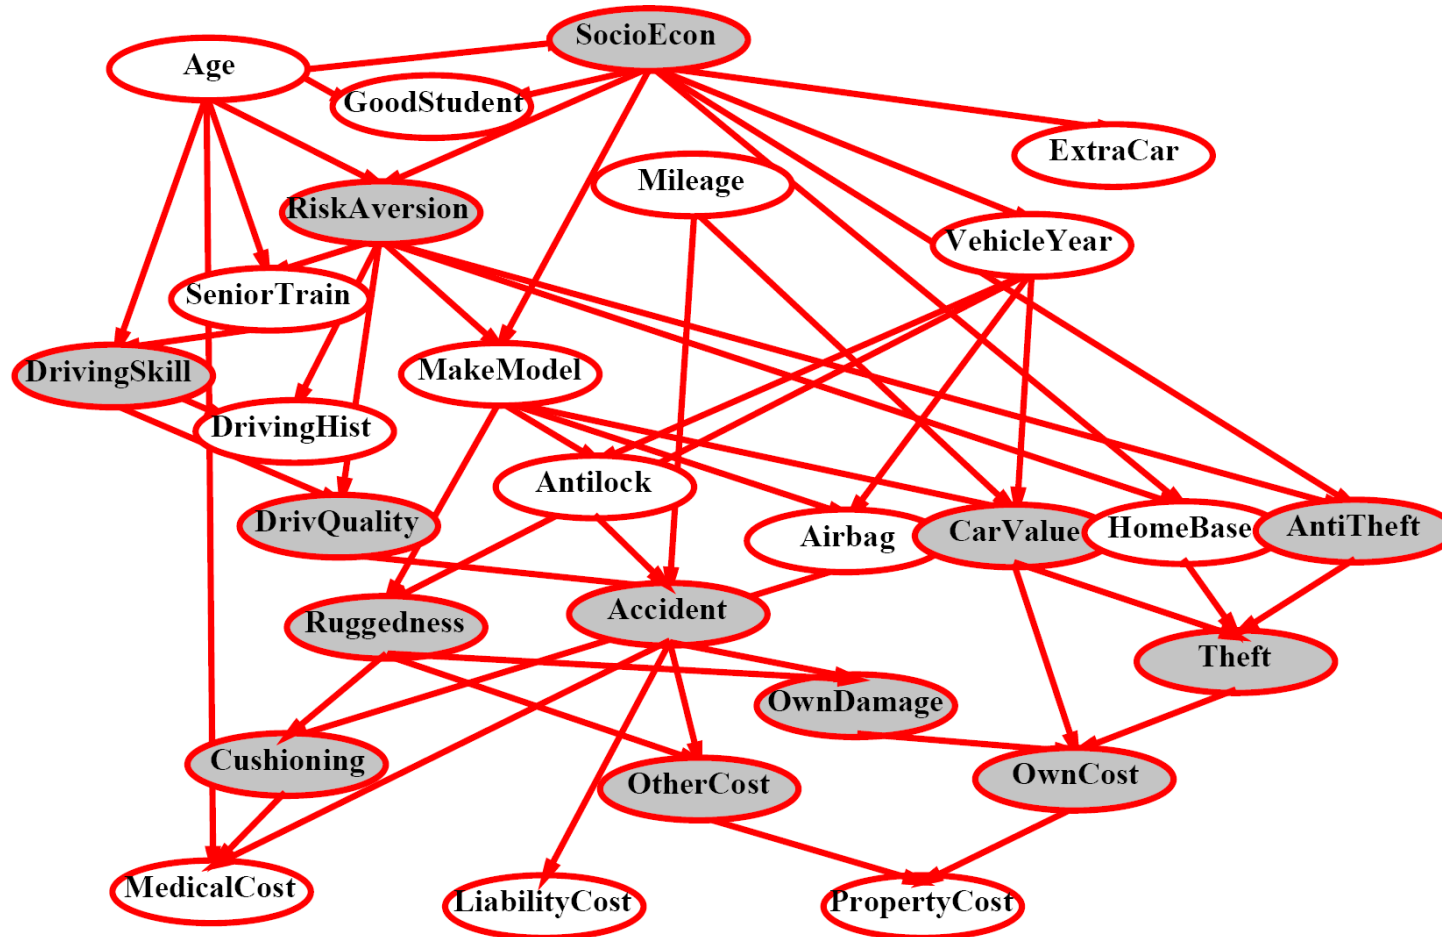 SocioEcon
Age
GoodStudent
ExtraCar
Mileage
RiskAversion
VehicleYear
SeniorTrain
DrivingSkill
MakeModel
DrivingHist
Antilock
DrivQuality
Airbag
CarValue
HomeBase
AntiTheft
Ruggedness
Accident
Theft
OwnDamage
Cushioning
OtherCost
OwnCost
MedicalCost
LiabilityCost
PropertyCost